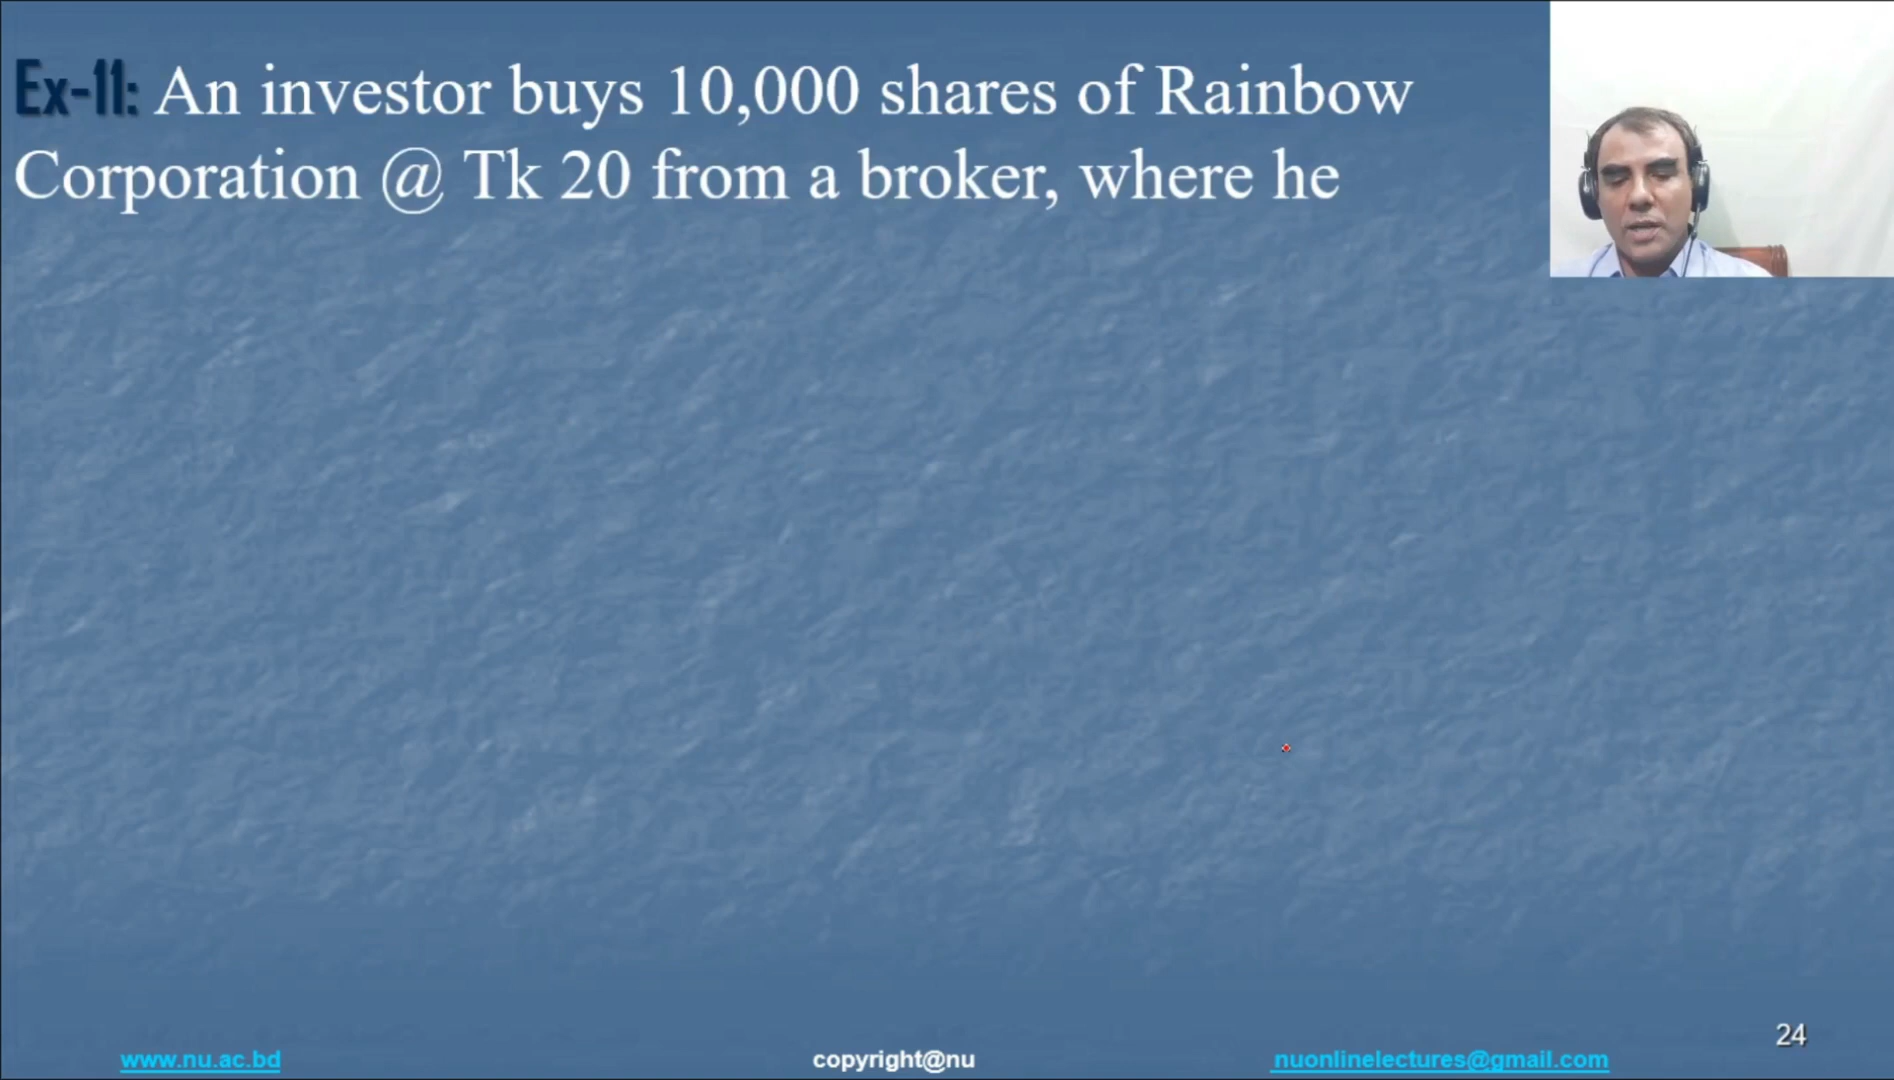 Ex-11: An investor buys 10,000 shares of Rainbow
Corporation @ Tk 20 from a broker, where he
24
www.nu.ac.bd
copyright@nu
nuonlinelectures@gmail.com